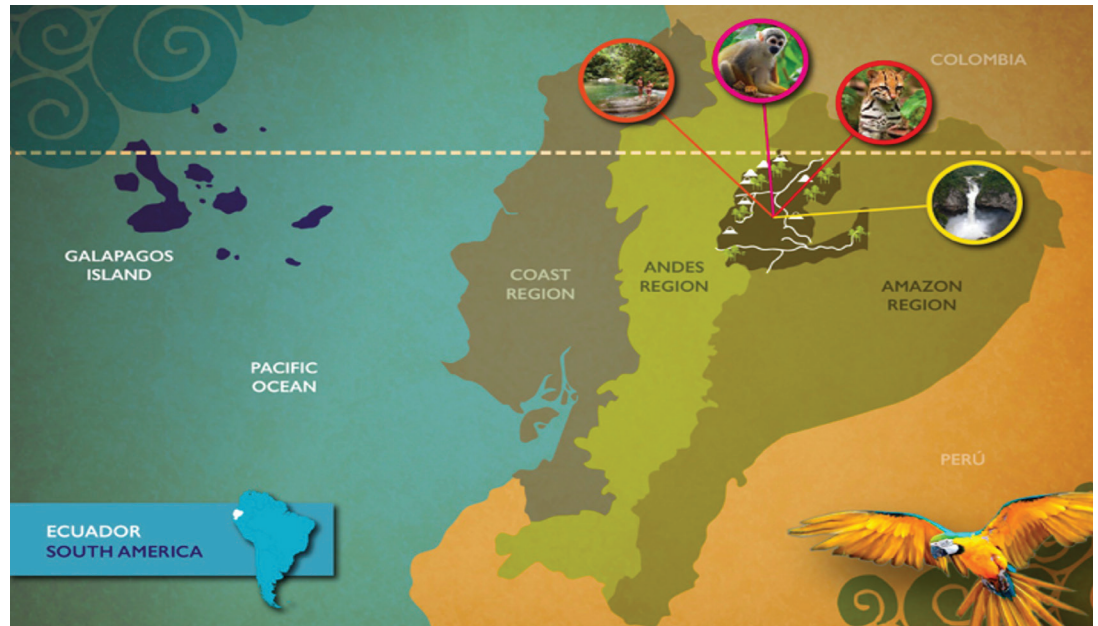 COLOMBIA
GALAPAGOS
ISLAND
COAST
REGION
ANDES
REGION
AMAZON
REGION
PACIFIC
OCEAN
PERÚ
ECUADOR
SOUTH AMERICA